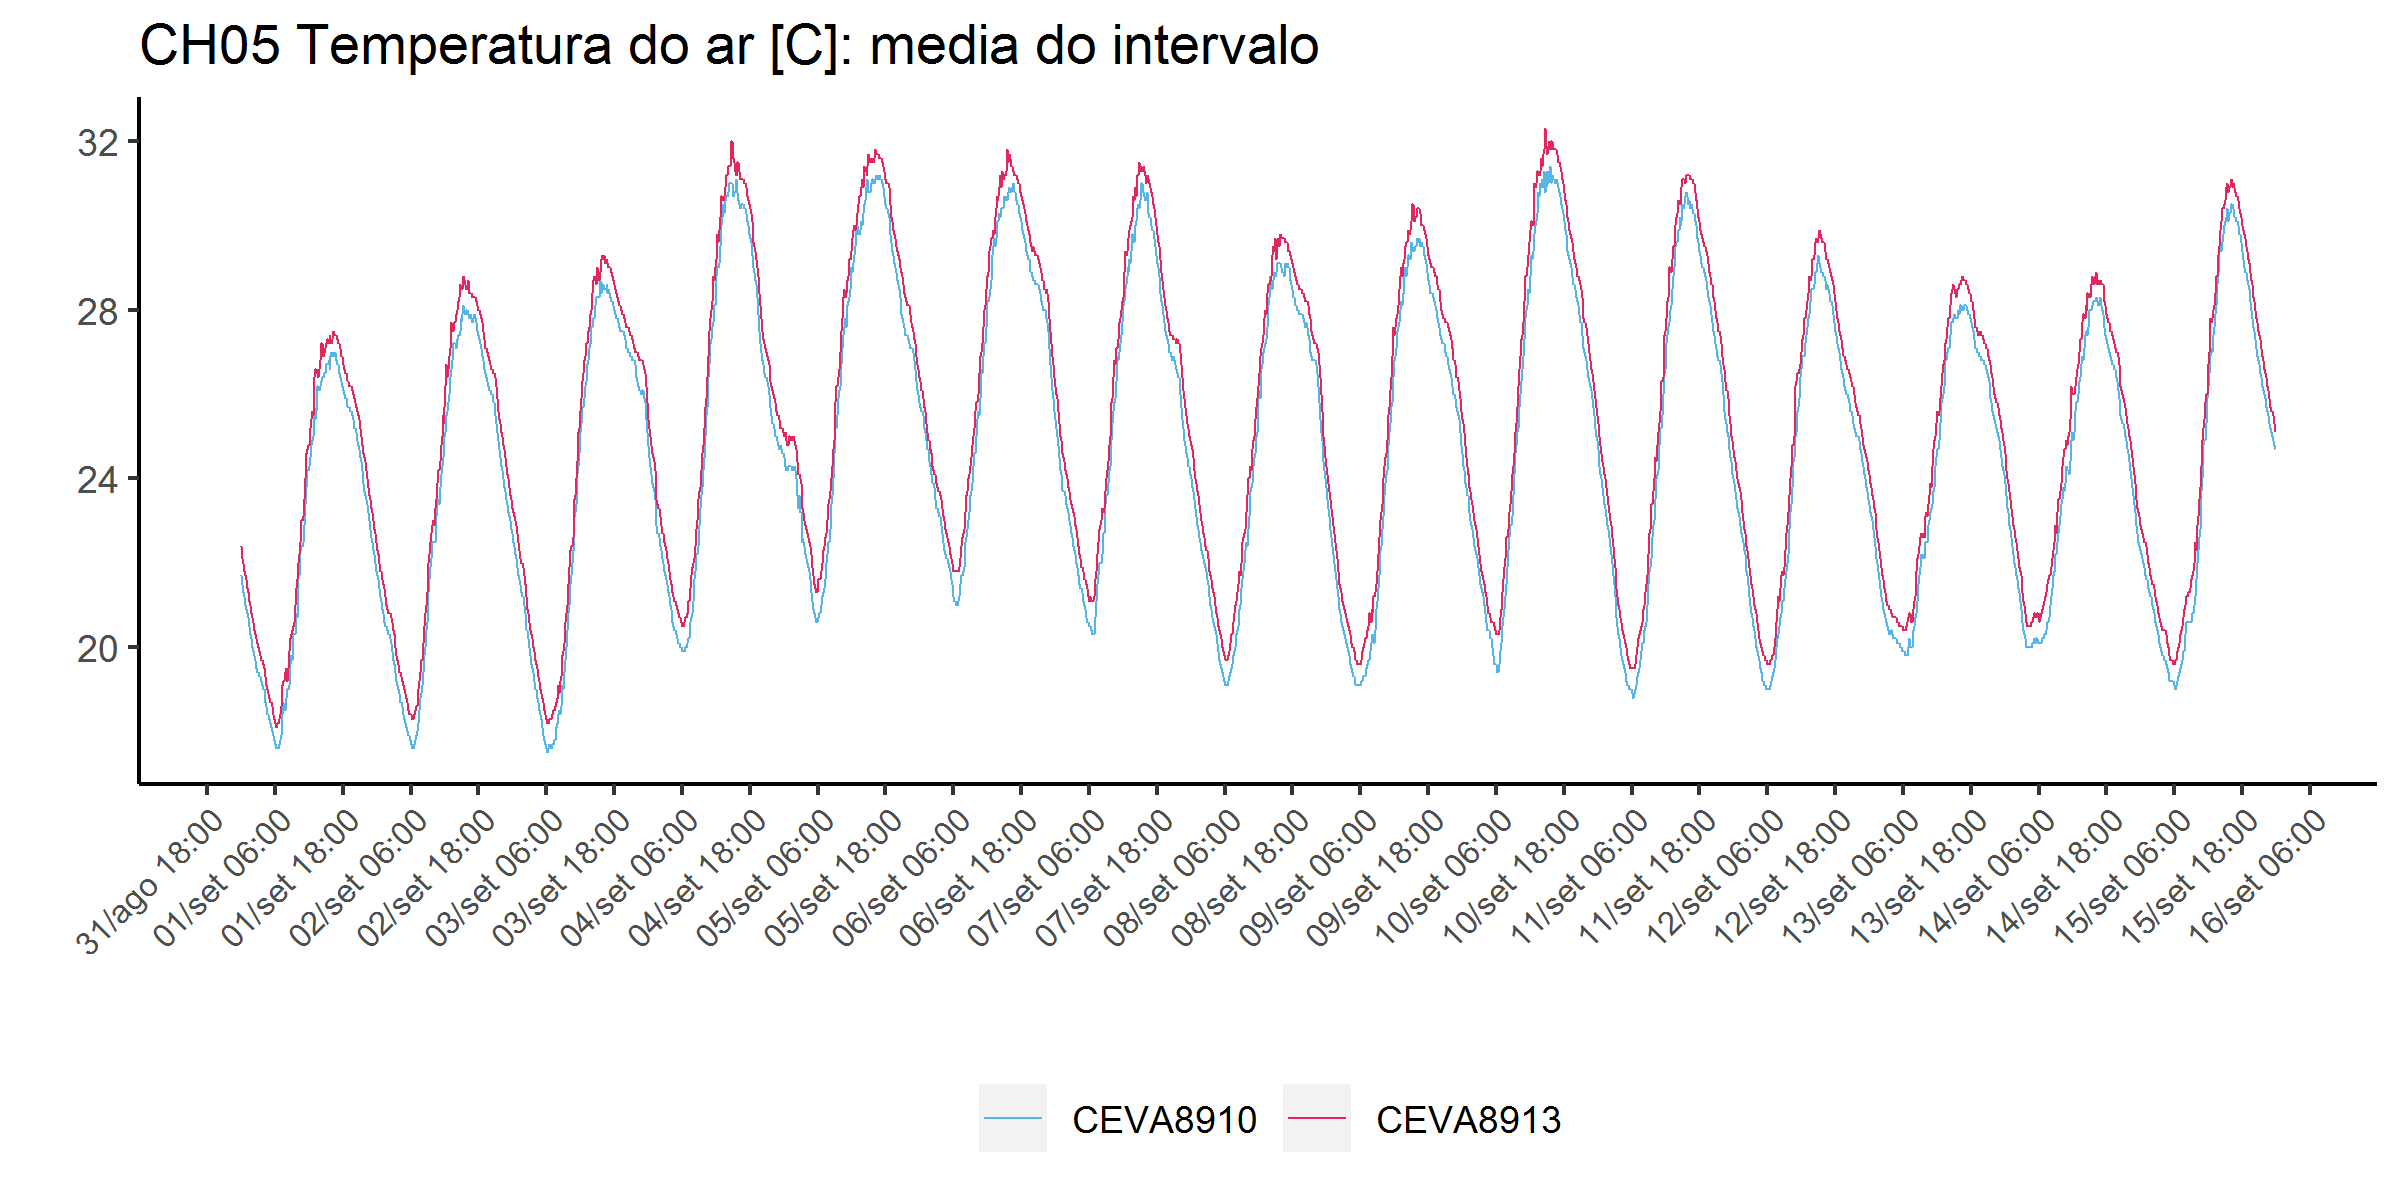 CH05 Temperatura do ar [C]: media do intervalo
32
28
24
20
31/ago 18:00
01/set 06:00
01/set 18:00
02/set 06:00
02/set 18:00
03/set 06:00
03/set 18:00
04/set 06:00
04/set 18:00
05/set 06:00
05/set 18:00
06/set 06:00
06/set 18:00
07/set 06:00
07/set 18:00
08/set 06:00
08/set 18:00
09/set 06:00
09/set 18:00
10/set 06:00
10/set 18:00
11/set 06:00
11/set 18:00
12/set 06:00
12/set 18:00
13/set 06:00
13/set 18:00
14/set 06:00
14/set 18:00
15/set 06:00
15/set 18:00
16/set 06:00
CEVA8910 CEVA8913